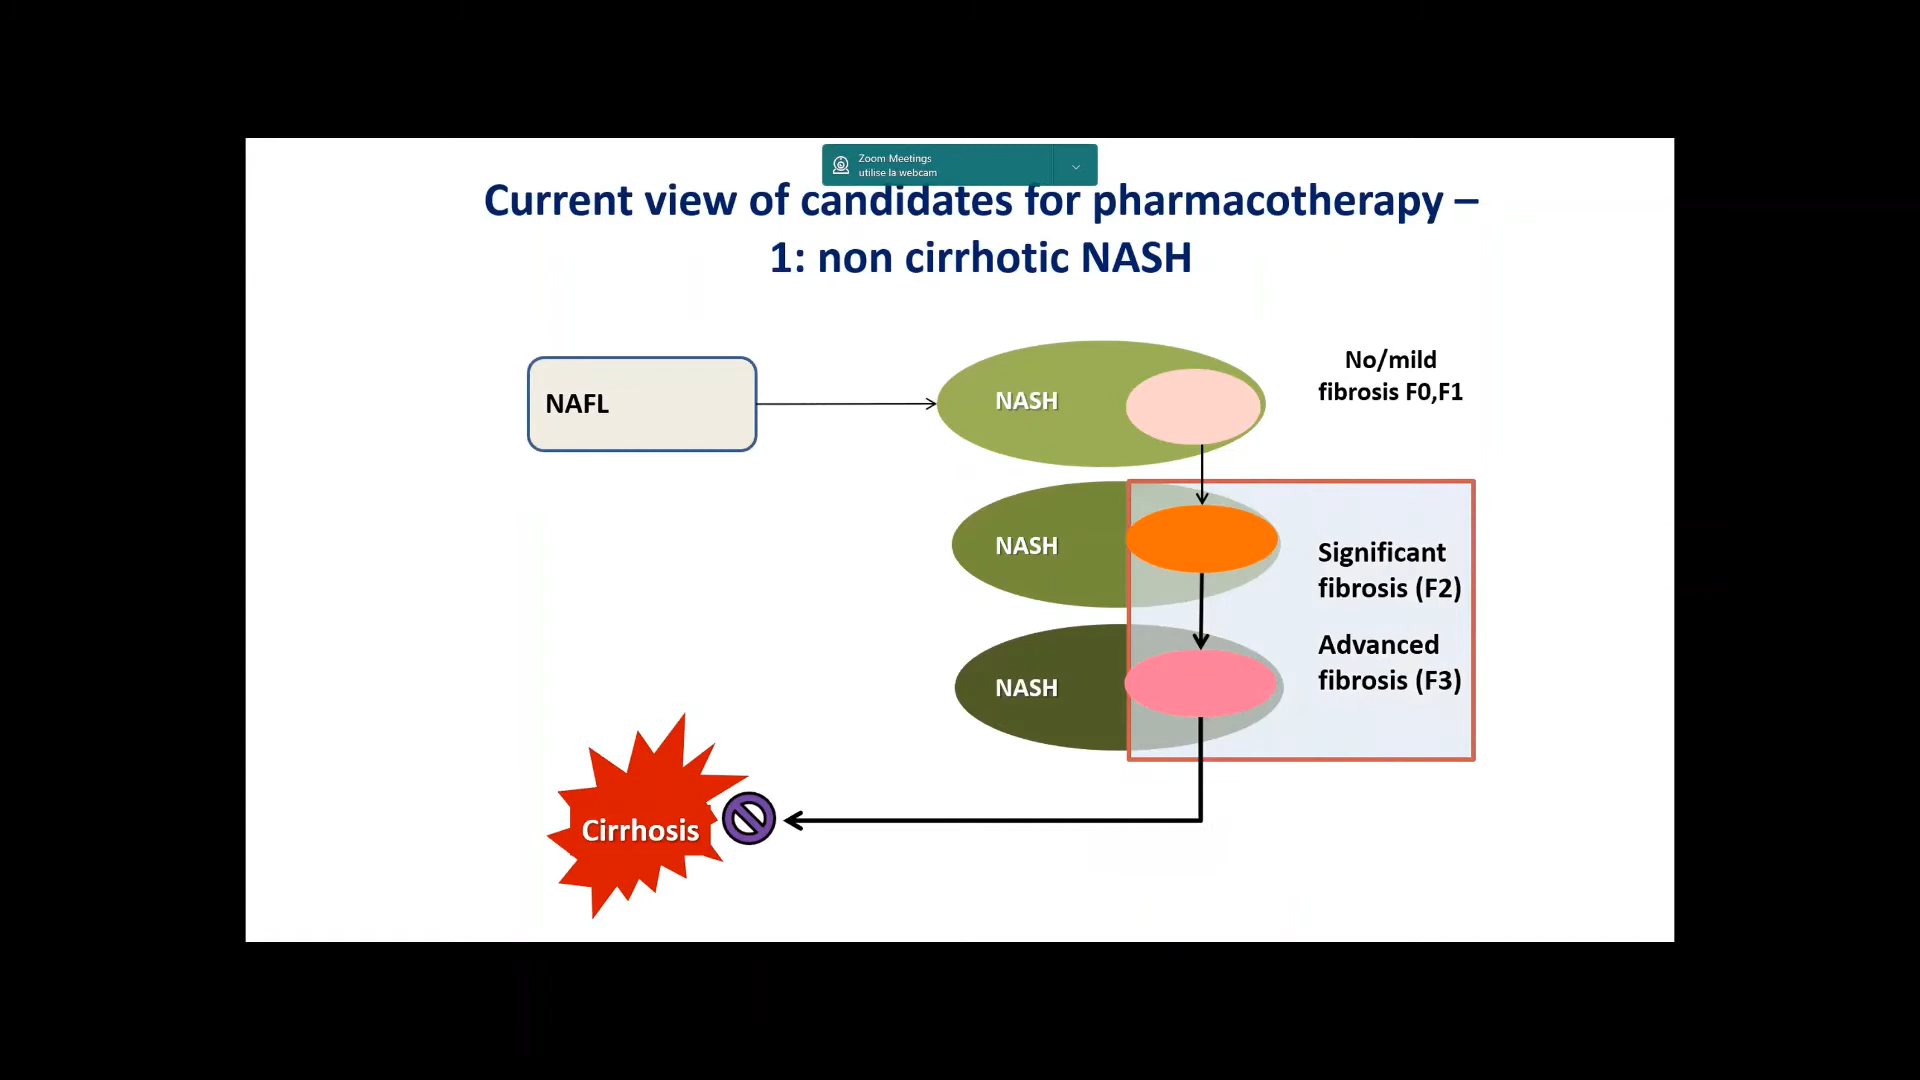 Zoom Meetings
utilise la webcam
Current view of candidates for pharmacotherapy –
1: non cirrhotic NASH
NAFL
NASH
No/mild
fibrosis F0,F1
NASH
Significant
fibrosis (F2)
Advanced
fibrosis (F3)
NASH
Cirrhosis